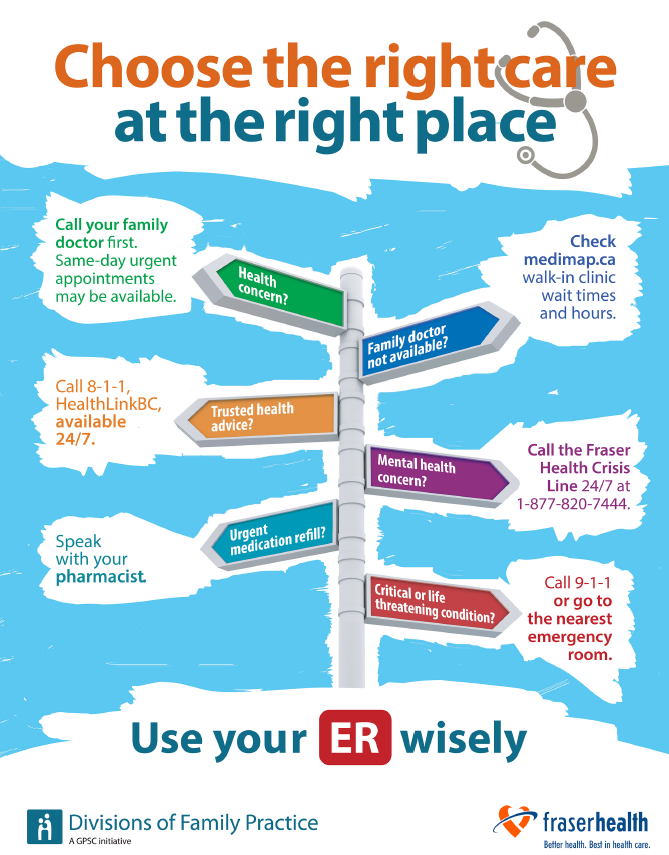 Choose the right care
at the right place
Call your family
doctor first.
Same-day urgent
appointments
may be available.
Health
concern?
Check
medimap.ca
walk-in clinic
wait times
and hours.
Family doctor
not available?
Call 8-1-1,
HealthLinkBC,
available
24/7.
Trusted health
advice?
Mental health
concern?
Call the Fraser
Health Crisis
Line 24/7 at
1-877-820-7444.
Speak
with your
pharmacist.
Urgent
medication refill?
Critical or life
threatening condition?
Call 9-1-1
or go to
the nearest
emergency
room.
Use your ER wisely
Divisions of Family Practice
A GPSC initiative
fraserhealth
Better health. Best in health care.